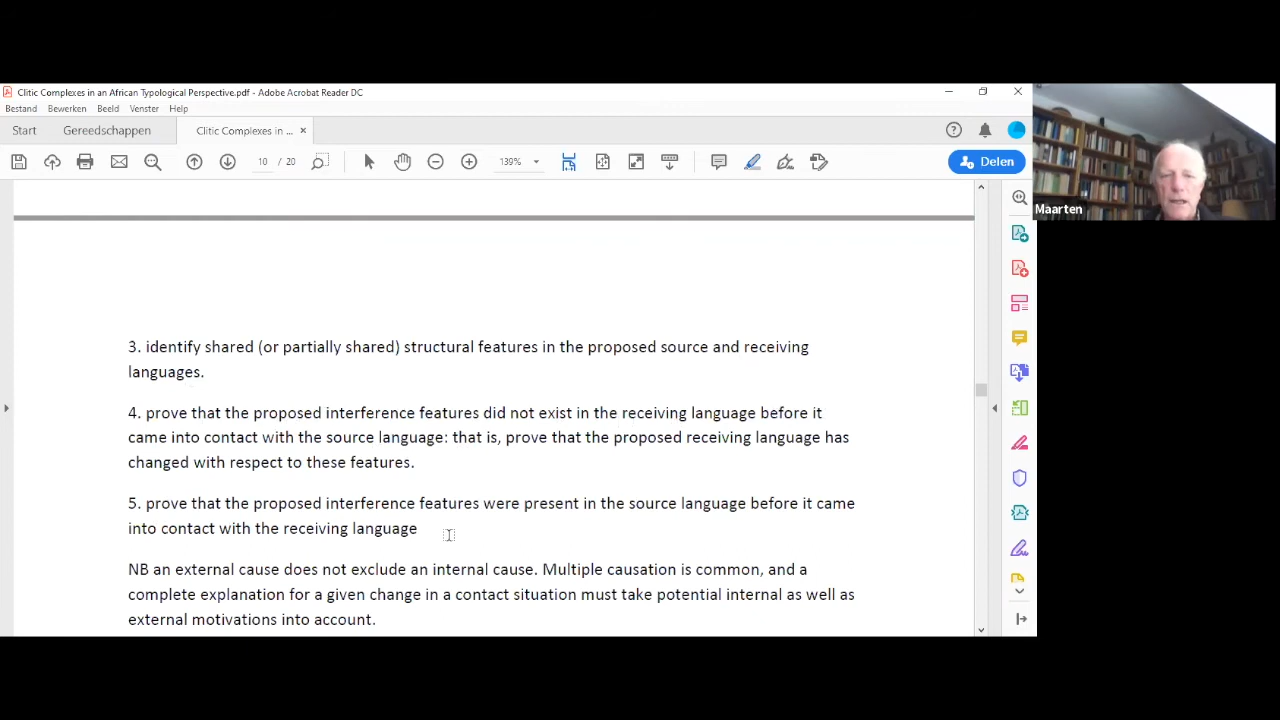 Clitic Complexes in an African Typological Perspective.pdf - Adobe Acrobat Reader DC
Bestand Bewerken Beeld Venster Help
Start Gereedschappen Clitic Complexes in ... ×
10 / 20 139% Delen
Maarten
3. identify shared (or partially shared) structural features in the proposed source and receiving
languages.
4. prove that the proposed interference features did not exist in the receiving language before it
came into contact with the source language: that is, prove that the proposed receiving language has
changed with respect to these features.
5. prove that the proposed interference features were present in the source language before it came
into contact with the receiving language
NB an external cause does not exclude an internal cause. Multiple causation is common, and a
complete explanation for a given change in a contact situation must take potential internal as well as
external motivations into account.